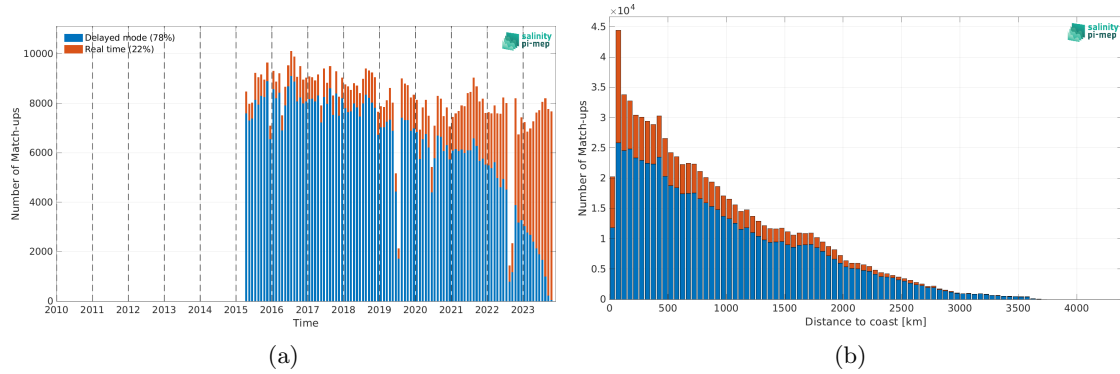 Delayed mode (78%)
Real time (22%)
salinity
pi-mep
10000
8000
6000
4000
2000
0
Number of Match-ups
2010 2011 2012 2013 2014 2015 2016 2017 2018 2019 2020 2021 2022 2023
Time
(a)
×10⁴
salinity
pi-mep
4.5
4
3.5
3
2.5
2
1.5
1
0.5
0
Number of Match-ups
0 500 1000 1500 2000 2500 3000 3500 4000
Distance to coast [km]
(b)